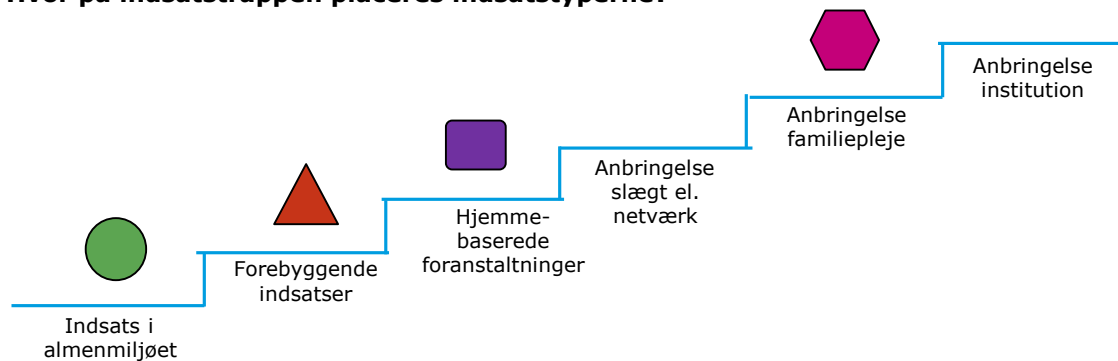 Hvor på indsatstrappen placeres indsatstyperne?
Anbringelse
institution
Anbringelse
familiepleje
Anbringelse
slægt el.
netværk
Hjemme-
baserede
foranstaltninger
Forebyggende
indsatser
Indsats i
almenmiljøet